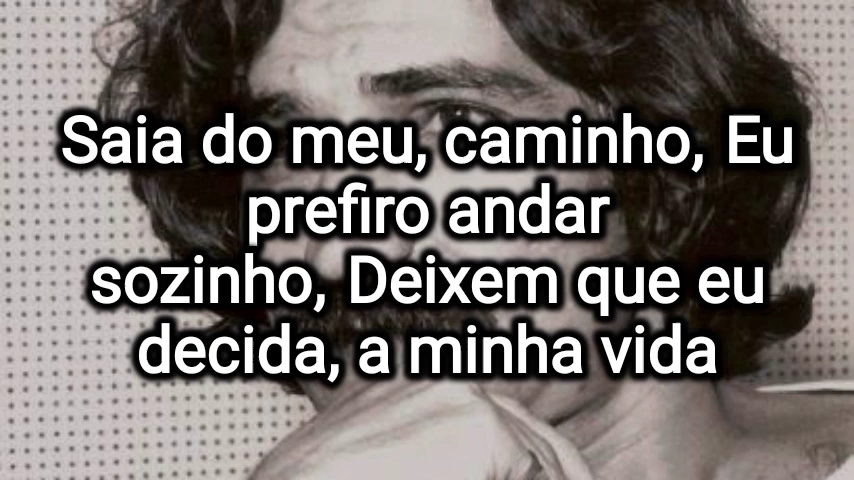 Saia do meu, caminho, Eu
prefiro andar
sozinho, Deixem que eu
decida, a minha vida